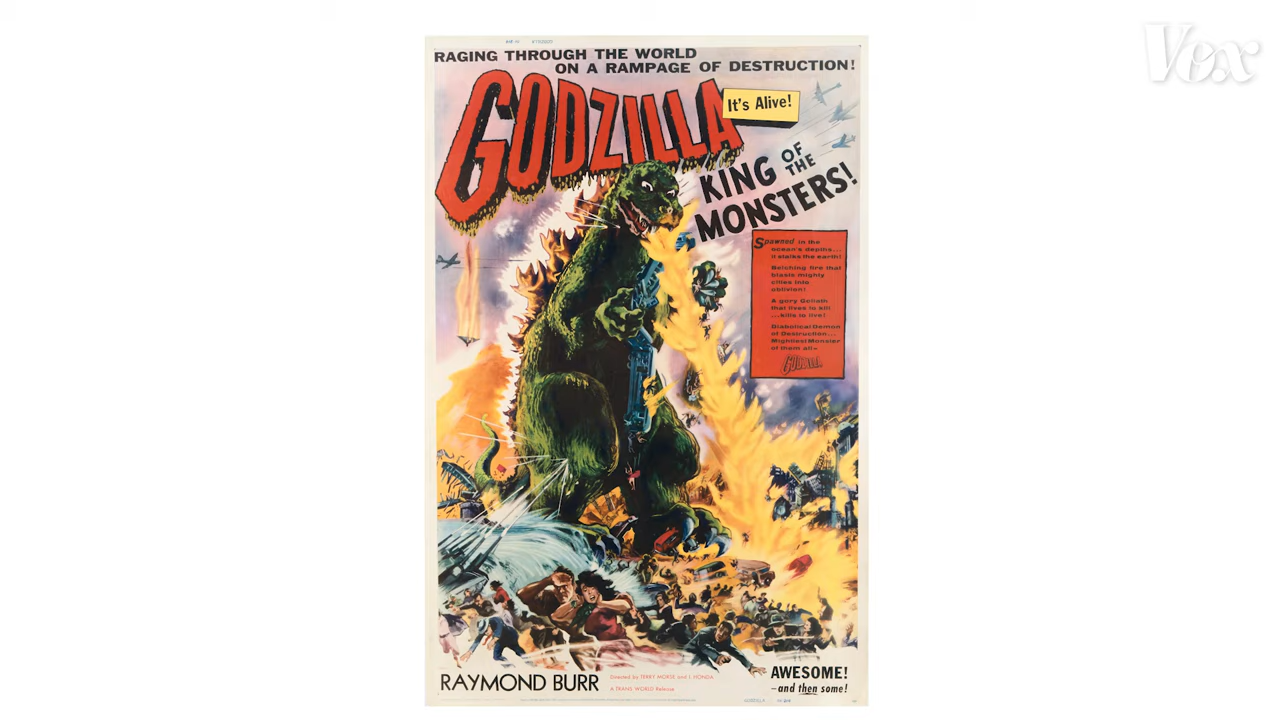 Vox
RAGING THROUGH THE WORLD
ON A RAMPAGE OF DESTRUCTION!
GODZILLA
It's Alive!
KING OF THE
MONSTERS!
Spawned in the
ocean's depths...
it stalks the earth!
Belching fire that
blasts mighty
cities into
oblivion!
A gory Goliath
that lives to kill
...kills to live!
Diabolical Demon
of Destruction...
Mightiest Monster
of them all—
GODZILLA
RAYMOND BURR
Directed by TERRY MORSE and I. HONDA
A TRANS WORLD Release
AWESOME!
—and then some!